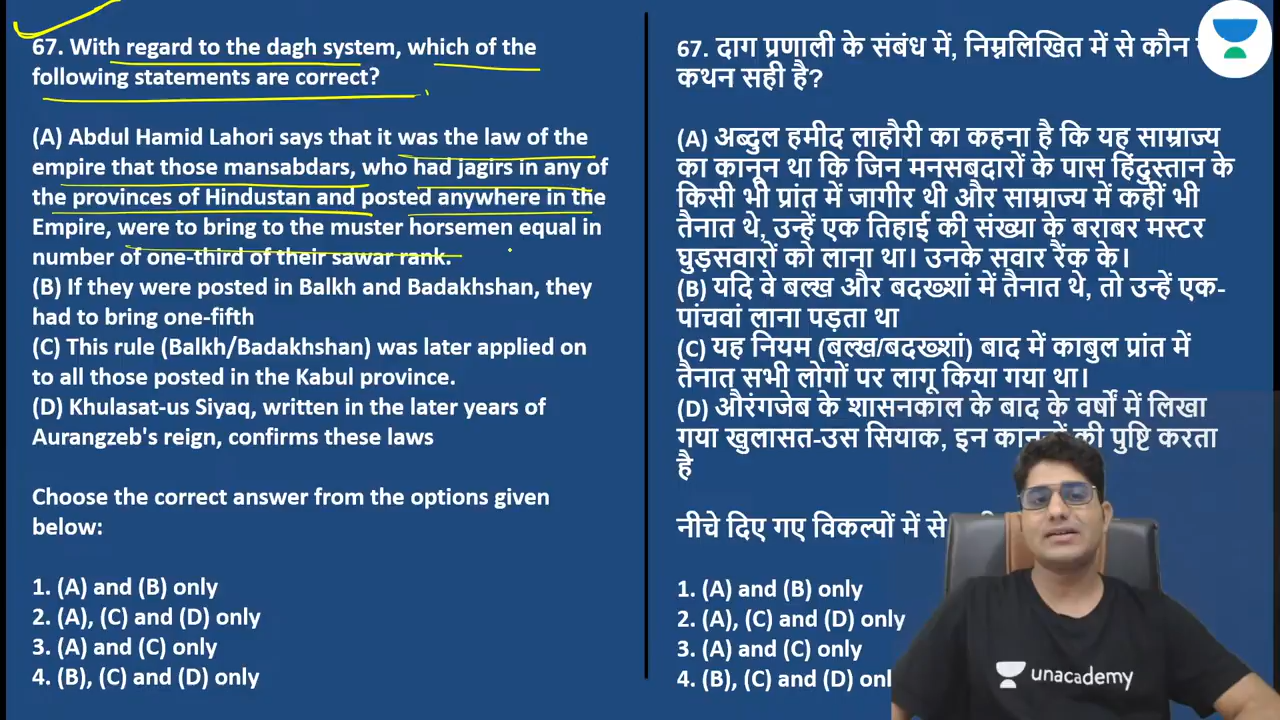 67. With regard to the dagh system, which of the
following statements are correct?
(A) Abdul Hamid Lahori says that it was the law of the
empire that those mansabdars, who had jagirs in any of
the provinces of Hindustan and posted anywhere in the
Empire, were to bring to the muster horsemen equal in
number of one-third of their sawar rank.
(B) If they were posted in Balkh and Badakhshan, they
had to bring one-fifth
(C) This rule (Balkh/Badakhshan) was later applied on
to all those posted in the Kabul province.
(D) Khulasat-us Siyaq, written in the later years of
Aurangzeb's reign, confirms these laws
Choose the correct answer from the options given
below:
1. (A) and (B) only
2. (A), (C) and (D) only
3. (A) and (C) only
4. (B), (C) and (D) only
67. दाग प्रणाली के संबंध में, निम्नलिखित में से कौन
कथन सही है?
(A) अब्दुल हमीद लाहौरी का कहना है कि यह साम्राज्य
का कानून था कि जिन मनसबदारों के पास हिंदुस्तान के
किसी भी प्रांत में जागीर थी और साम्राज्य में कहीं भी
तैनात थे, उन्हें एक तिहाई की संख्या के बराबर मस्टर
घुड़सवारों को लाना था। उनके सवार रैंक के।
(B) यदि वे बल्ख और बदख्शां में तैनात थे, तो उन्हें एक-
पांचवां लाना पड़ता था
(C) यह नियम (बल्ख/बदख्शां) बाद में काबुल प्रांत में
तैनात सभी लोगों पर लागू किया गया था।
(D) औरंगजेब के शासनकाल के बाद के वर्षों में लिखा
गया खुलासत-उस सियाक, इन की पुष्टि करता
है
नीचे दिए गए विकल्पों में से
1. (A) and (B) only
2. (A), (C) and (D) only
3. (A) and (C) only
4. (B), (C) and (D)
unacademy